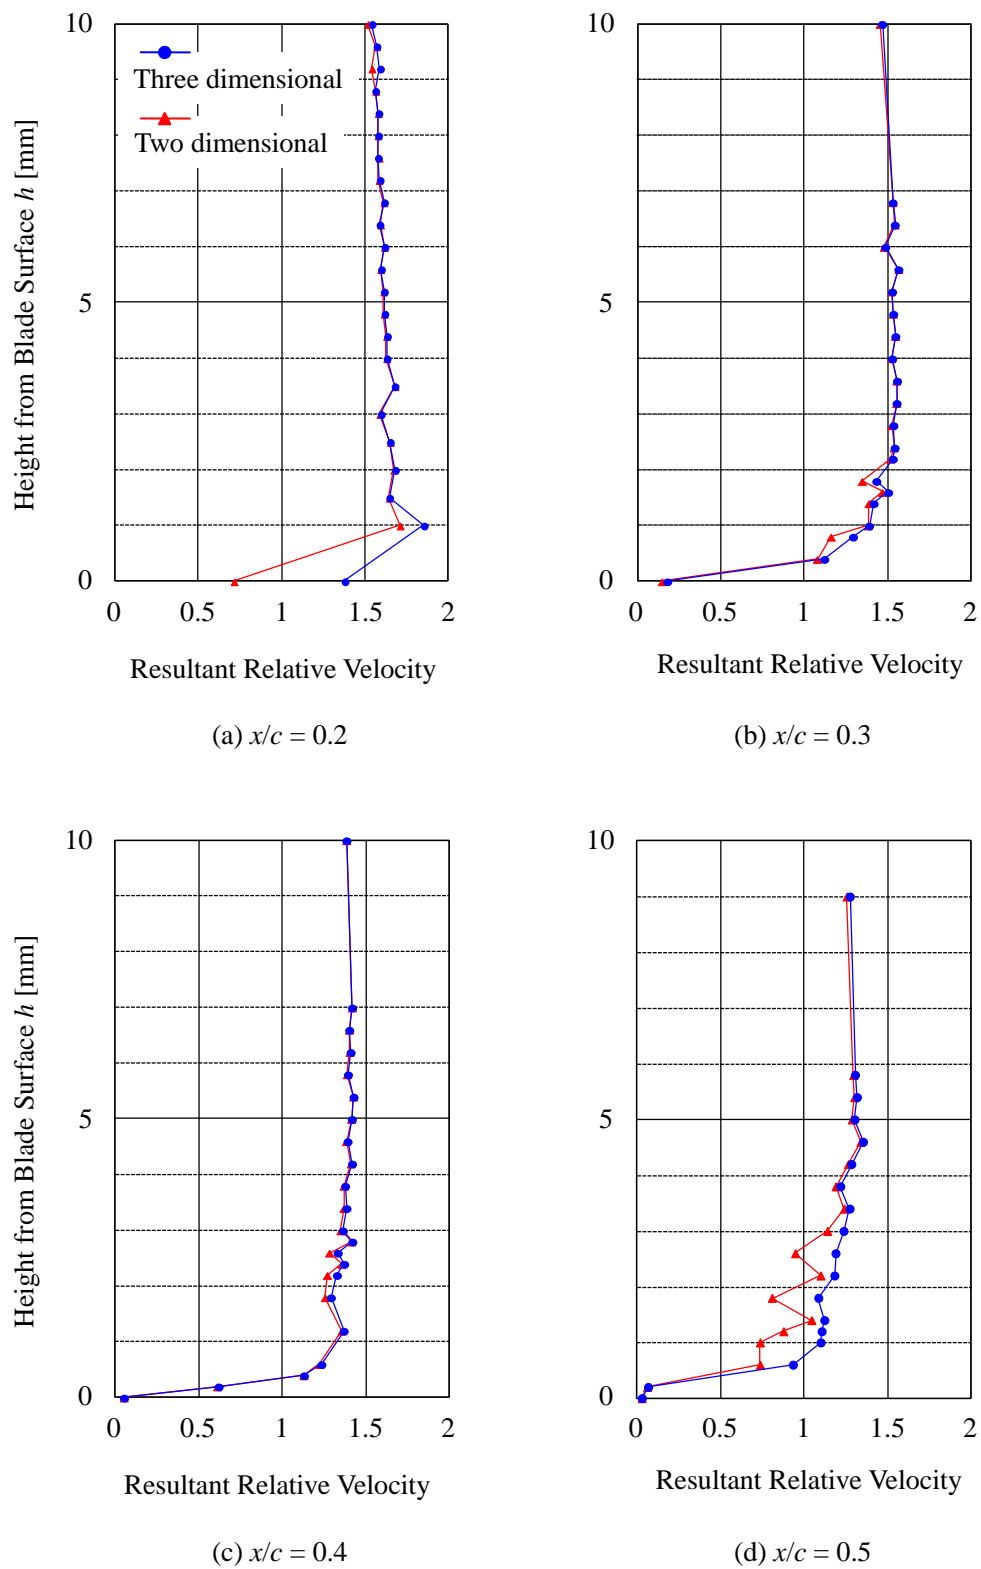 10
Three dimensional
Two dimensional
Height from Blade Surface h [mm]
5
0
0 0.5 1 1.5 2
Resultant Relative Velocity
(a) x/c = 0.2
10
5
0
0 0.5 1 1.5 2
Resultant Relative Velocity
(b) x/c = 0.3
10
Height from Blade Surface h [mm]
5
0
0 0.5 1 1.5 2
Resultant Relative Velocity
(c) x/c = 0.4
10
5
0
0 0.5 1 1.5 2
Resultant Relative Velocity
(d) x/c = 0.5